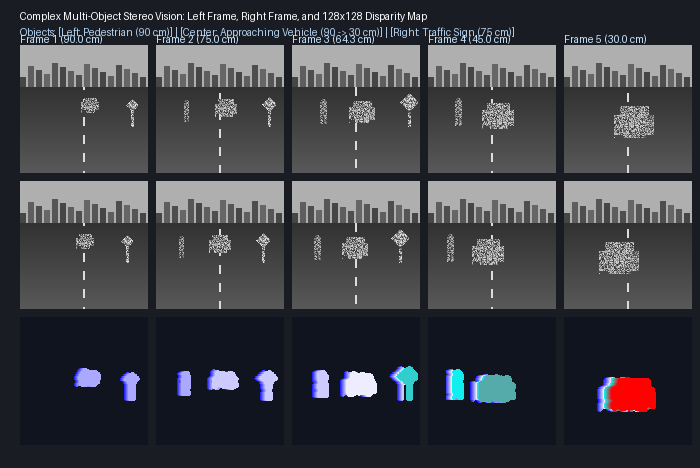 Complex Multi-Object Stereo Vision: Left Frame, Right Frame, and 128x128 Disparity Map
Objects: [Left: Pedestrian (90 cm)] | [Center: Approaching Vehicle (90 -> 30 cm)] | [Right: Traffic Sign (75 cm)]
Frame 1 (90.0 cm) Frame 2 (75.0 cm) Frame 3 (64.3 cm) Frame 4 (45.0 cm) Frame 5 (30.0 cm)